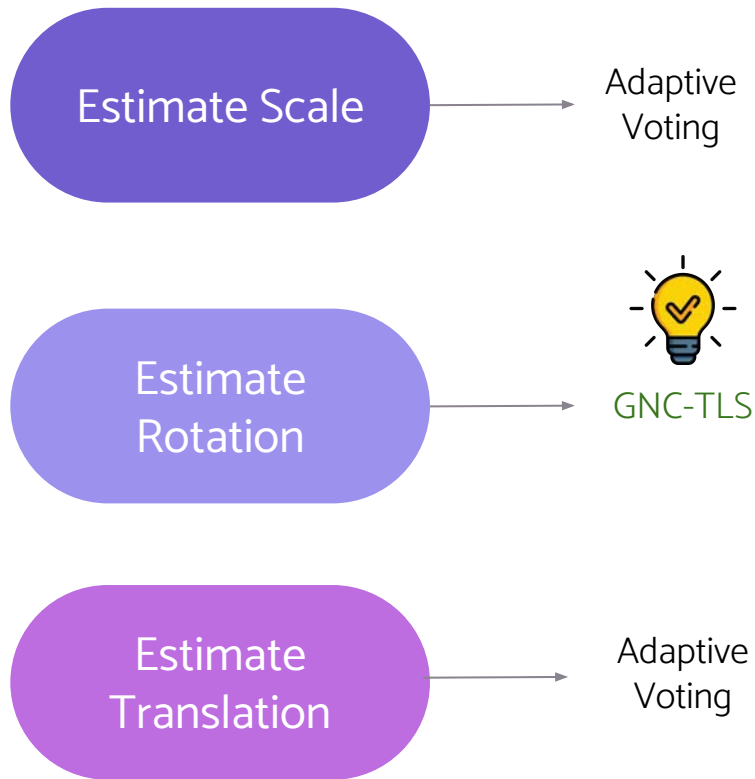 Estimate Scale
Adaptive
Voting
Estimate
Rotation
GNC-TLS
Estimate
Translation
Adaptive
Voting